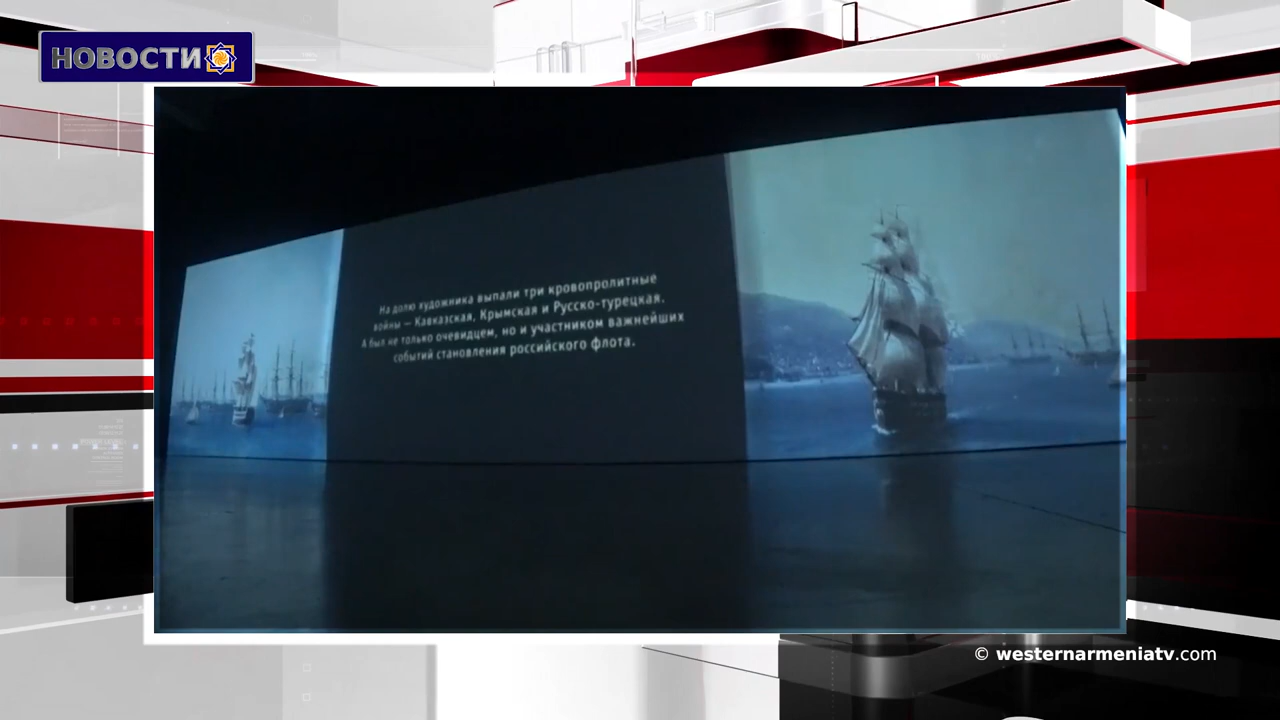 НОВОСТИ
На долю художника выпали три кровопролитные
войны — Кавказская, Крымская и Русско-турецкая.
А был не только очевидцем, но и участником важнейших
событий становления российского флота.
© westernarmeniatv.com